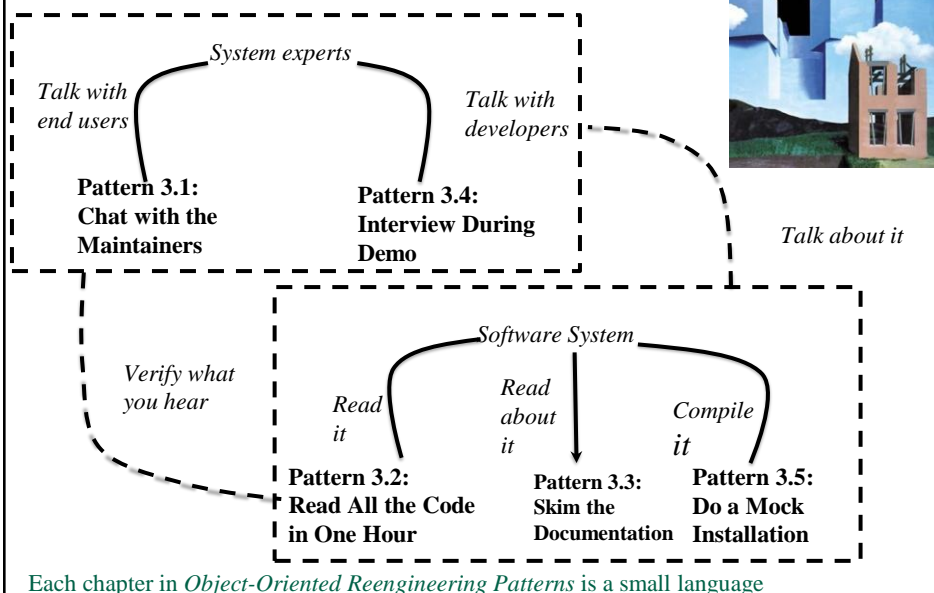 System experts
Talk with
end users
Talk with
developers
Pattern 3.1:
Chat with the
Maintainers
Pattern 3.4:
Interview During
Demo
Talk about it
Verify what
you hear
Software System
Read
it
Read
about
it
Compile
it
Pattern 3.2:
Read All the Code
in One Hour
Pattern 3.3:
Skim the
Documentation
Pattern 3.5:
Do a Mock
Installation
Each chapter in Object-Oriented Reengineering Patterns is a small language